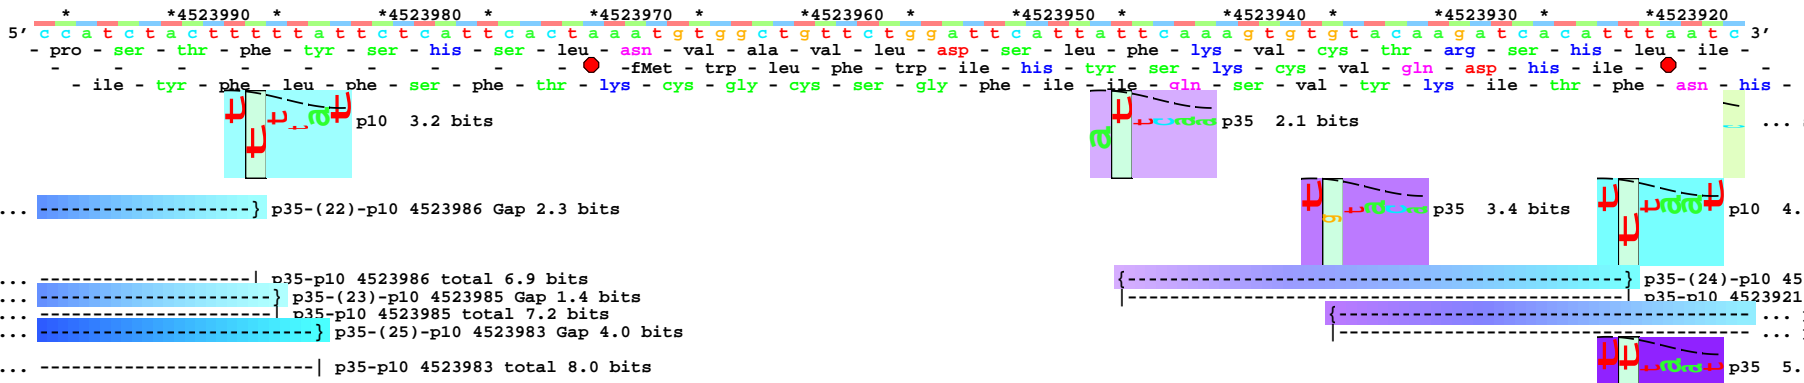 * *4523990 * *4523980 * *4523970 * *4523960 * *4523950 * *4523940 * *4523930 * *4523920
5' c c a t c t a c t t t t t a t t c t c a t t c a c t a a a t g t g g c t g t t c t g g a t t c a t t a t t c a a a g t g t g t a c a a g a t c a c a t t t a a t c 3'
- pro - ser - thr - phe - tyr - ser - his - ser - leu - asn - val - ala - val - leu - asp - ser - leu - phe - lys - val - cys - thr - arg - ser - his - leu - ile -
- - - - - - - - - -fMet - trp - leu - phe - trp - ile - his - tyr - ser - lys - cys - val - gln - asp - his - ile - - -
- ile - tyr - phe - leu - phe - ser - phe - thr - lys - cys - gly - cys - ser - gly - phe - ile - ile - gln - ser - val - tyr - lys - ile - thr - phe - asn - his -
p10 3.2 bits p35 2.1 bits ...
... --------------------} p35-(22)-p10 4523986 Gap 2.3 bits p35 3.4 bits p10 4.
... --------------------| p35-p10 4523986 total 6.9 bits {-----------------------} p35-(24)-p10 45
... ----------------------} p35-(23)-p10 4523985 Gap 1.4 bits |-----------------------| p35-p10 4523921
... ----------------------| p35-p10 4523985 total 7.2 bits {-------------------- ...
... --------------------------} p35-(25)-p10 4523983 Gap 4.0 bits |-------------------- ...
... --------------------------| p35-p10 4523983 total 8.0 bits p35 5.